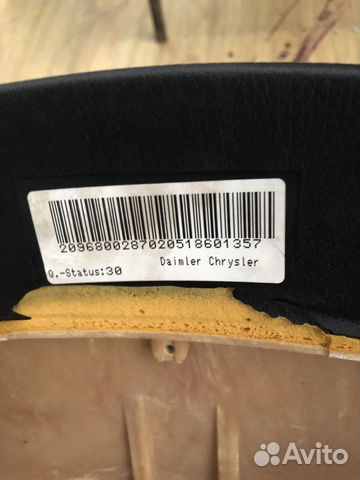 2096800287020518601357
Q.-Status:30
Daimler Chrysler
Avito